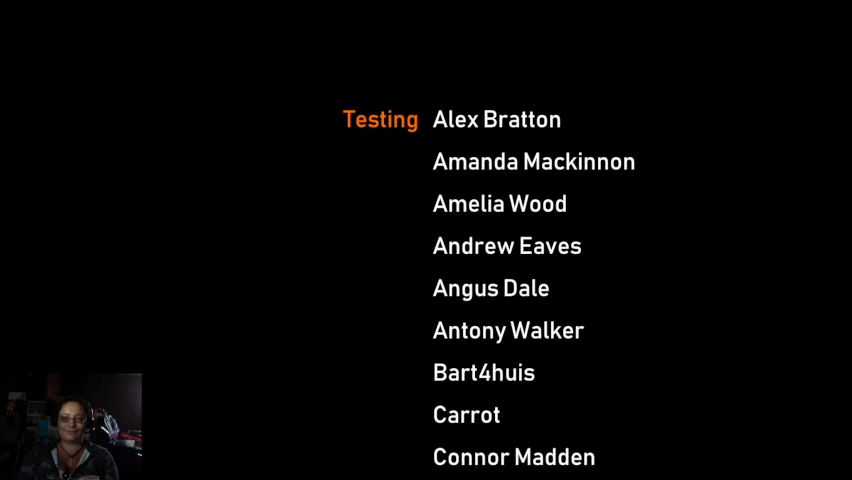 Testing Alex Bratton
Amanda Mackinnon
Amelia Wood
Andrew Eaves
Angus Dale
Antony Walker
Bart4huis
Carrot
Connor Madden